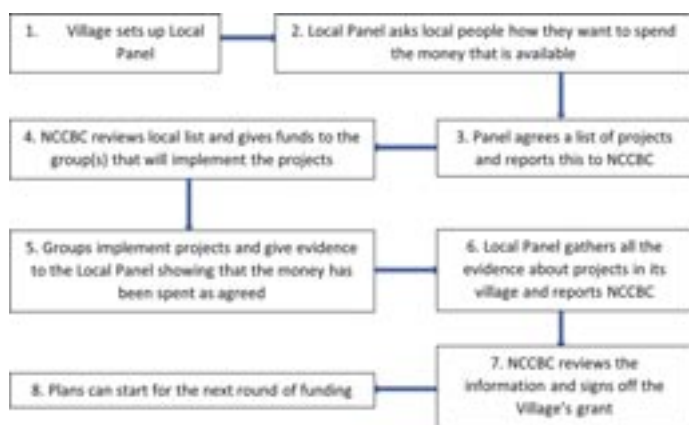 1. Village sets up Local
Panel
2. Local Panel asks local people how they want to spend
the money that is available
3. Panel agrees a list of projects
and reports this to NCCBC
4. NCCBC reviews local list and gives funds to the
group(s) that will implement the projects
5. Groups implement projects and give evidence
to the Local Panel showing that the money has
been spent as agreed
6. Local Panel gathers all the
evidence about projects in its
village and reports NCCBC
7. NCCBC reviews the
information and signs off the
Village's grant
8. Plans can start for the next round of funding